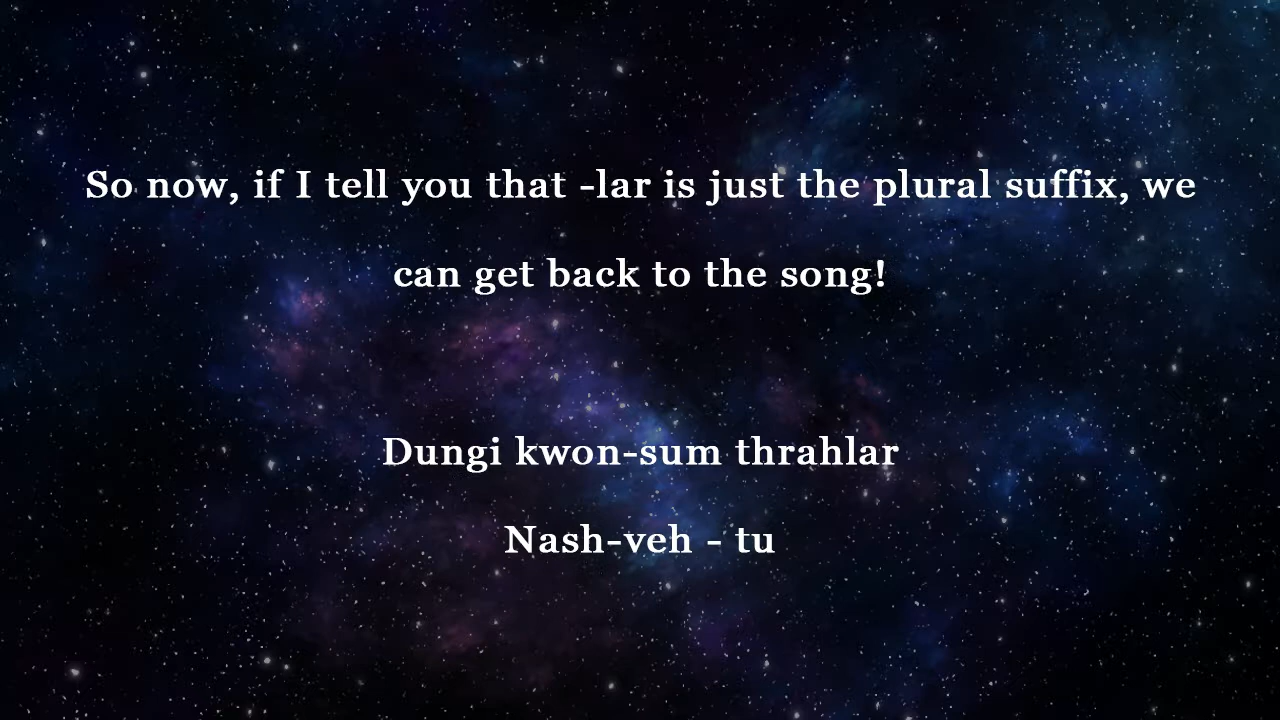 So now, if I tell you that -lar is just the plural suffix, we
can get back to the song!
Dungi kwon-sum thrahlar
Nash-veh - tu